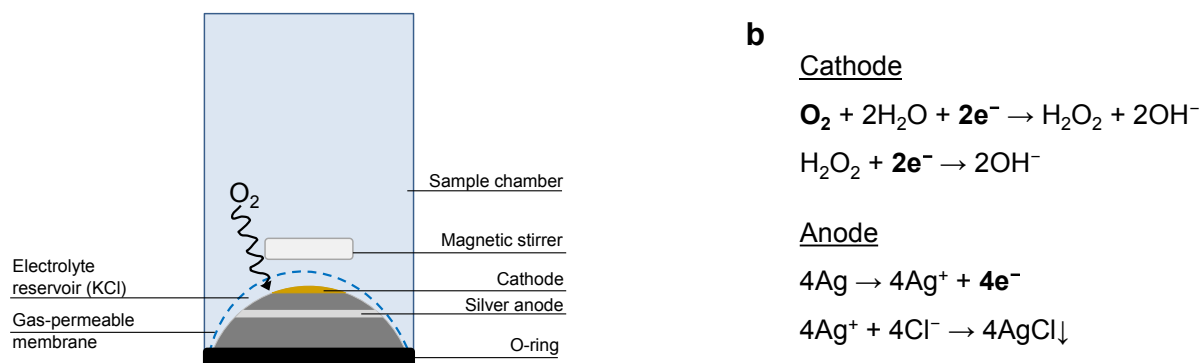 O₂
Sample chamber
Magnetic stirrer
Electrolyte
reservoir (KCl)
Cathode
Silver anode
Gas-permeable
membrane
O-ring
b
Cathode
O₂ + 2H₂O + 2e⁻ → H₂O₂ + 2OH⁻
H₂O₂ + 2e⁻ → 2OH⁻
Anode
4Ag → 4Ag⁺ + 4e⁻
4Ag⁺ + 4Cl⁻ → 4AgCl↓